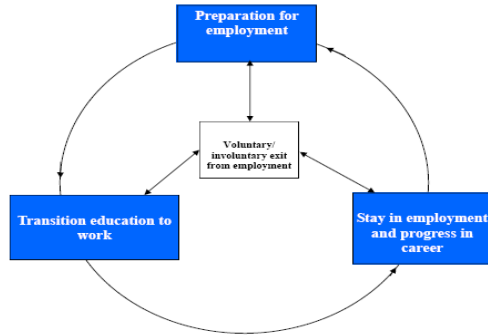 Preparation for
employment
Voluntary/
involuntary exit
from employment
Transition education to
work
Stay in employment
and progress in
career